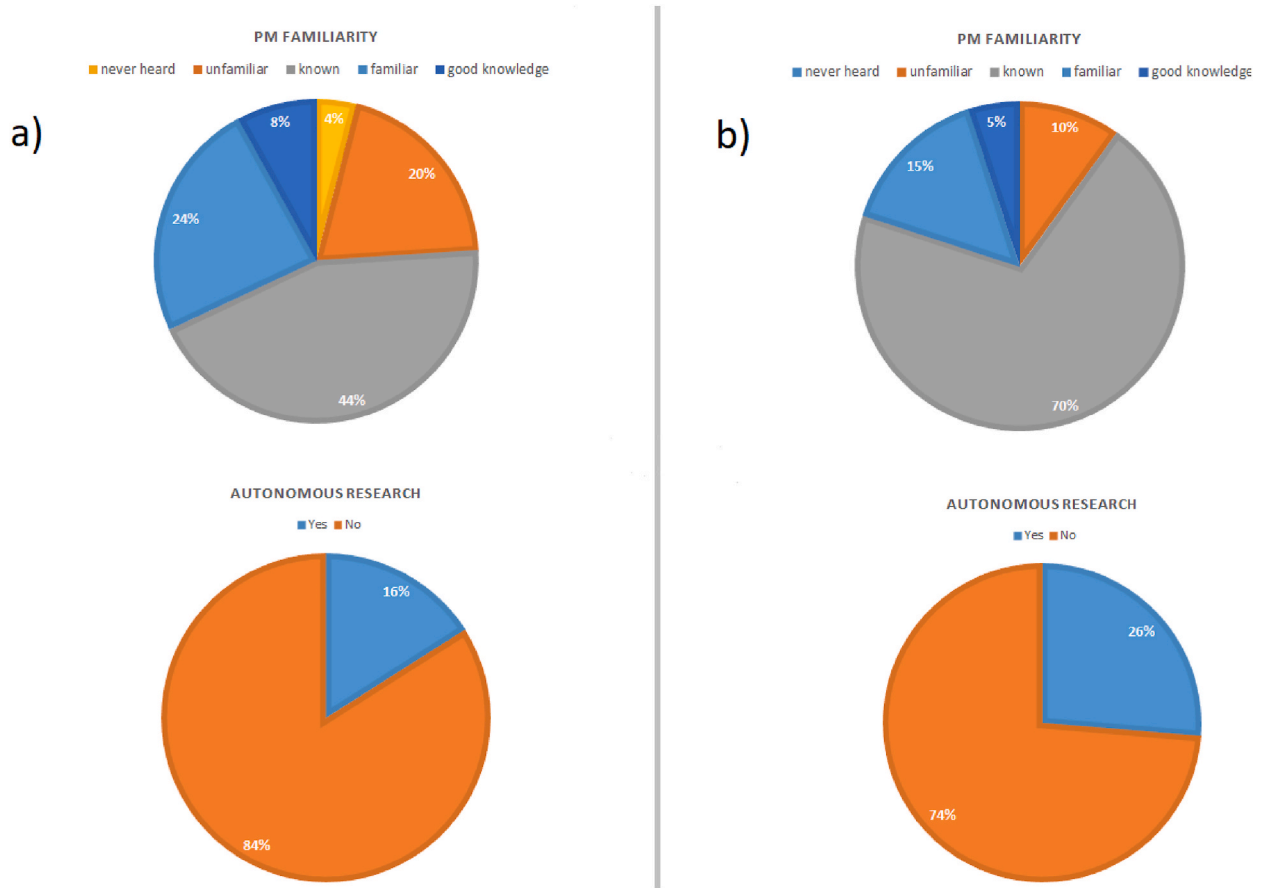 a)
PM FAMILIARITY
never heard unfamiliar known familiar good knowledge
8% 4%
20%
24%
44%
AUTONOMOUS RESEARCH
Yes No
16%
84%
b)
PM FAMILIARITY
never heard unfamiliar known familiar good knowledge
5% 10%
15%
70%
AUTONOMOUS RESEARCH
Yes No
26%
74%